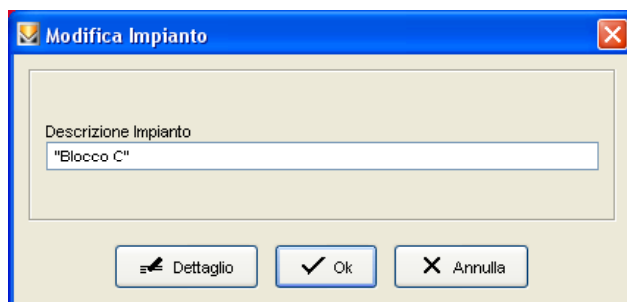 Modifica Impianto
Descrizione Impianto
"Blocco C"
Dettaglio Ok Annulla